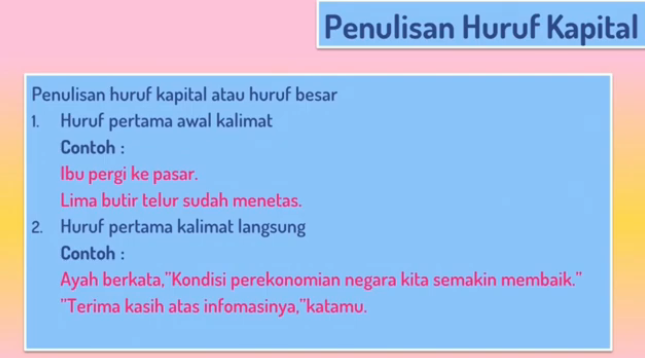 Penulisan Huruf Kapital
Penulisan huruf kapital atau huruf besar
1. Huruf pertama awal kalimat
Contoh :
Ibu pergi ke pasar.
Lima butir telur sudah menetas.
2. Huruf pertama kalimat langsung
Contoh :
Ayah berkata,"Kondisi perekonomian negara kita semakin membaik."
"Terima kasih atas infomasinya,"katamu.